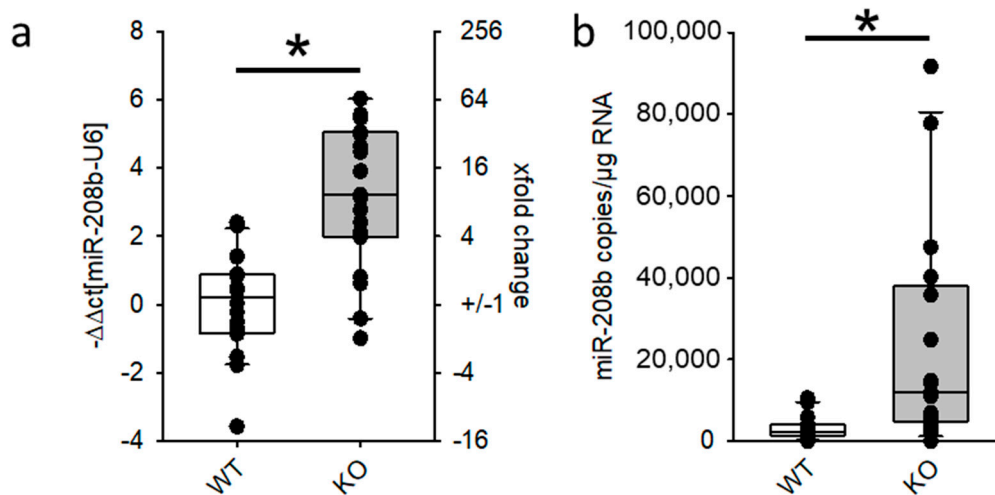 a
-ΔΔct[miR-208b-U6]
8
6
4
2
0
-2
-4
*
256
64
16
4
+/-1
-4
-16
xfold change
WT
KO
b
miR-208b copies/µg RNA
100,000
80,000
60,000
40,000
20,000
0
*
WT
KO